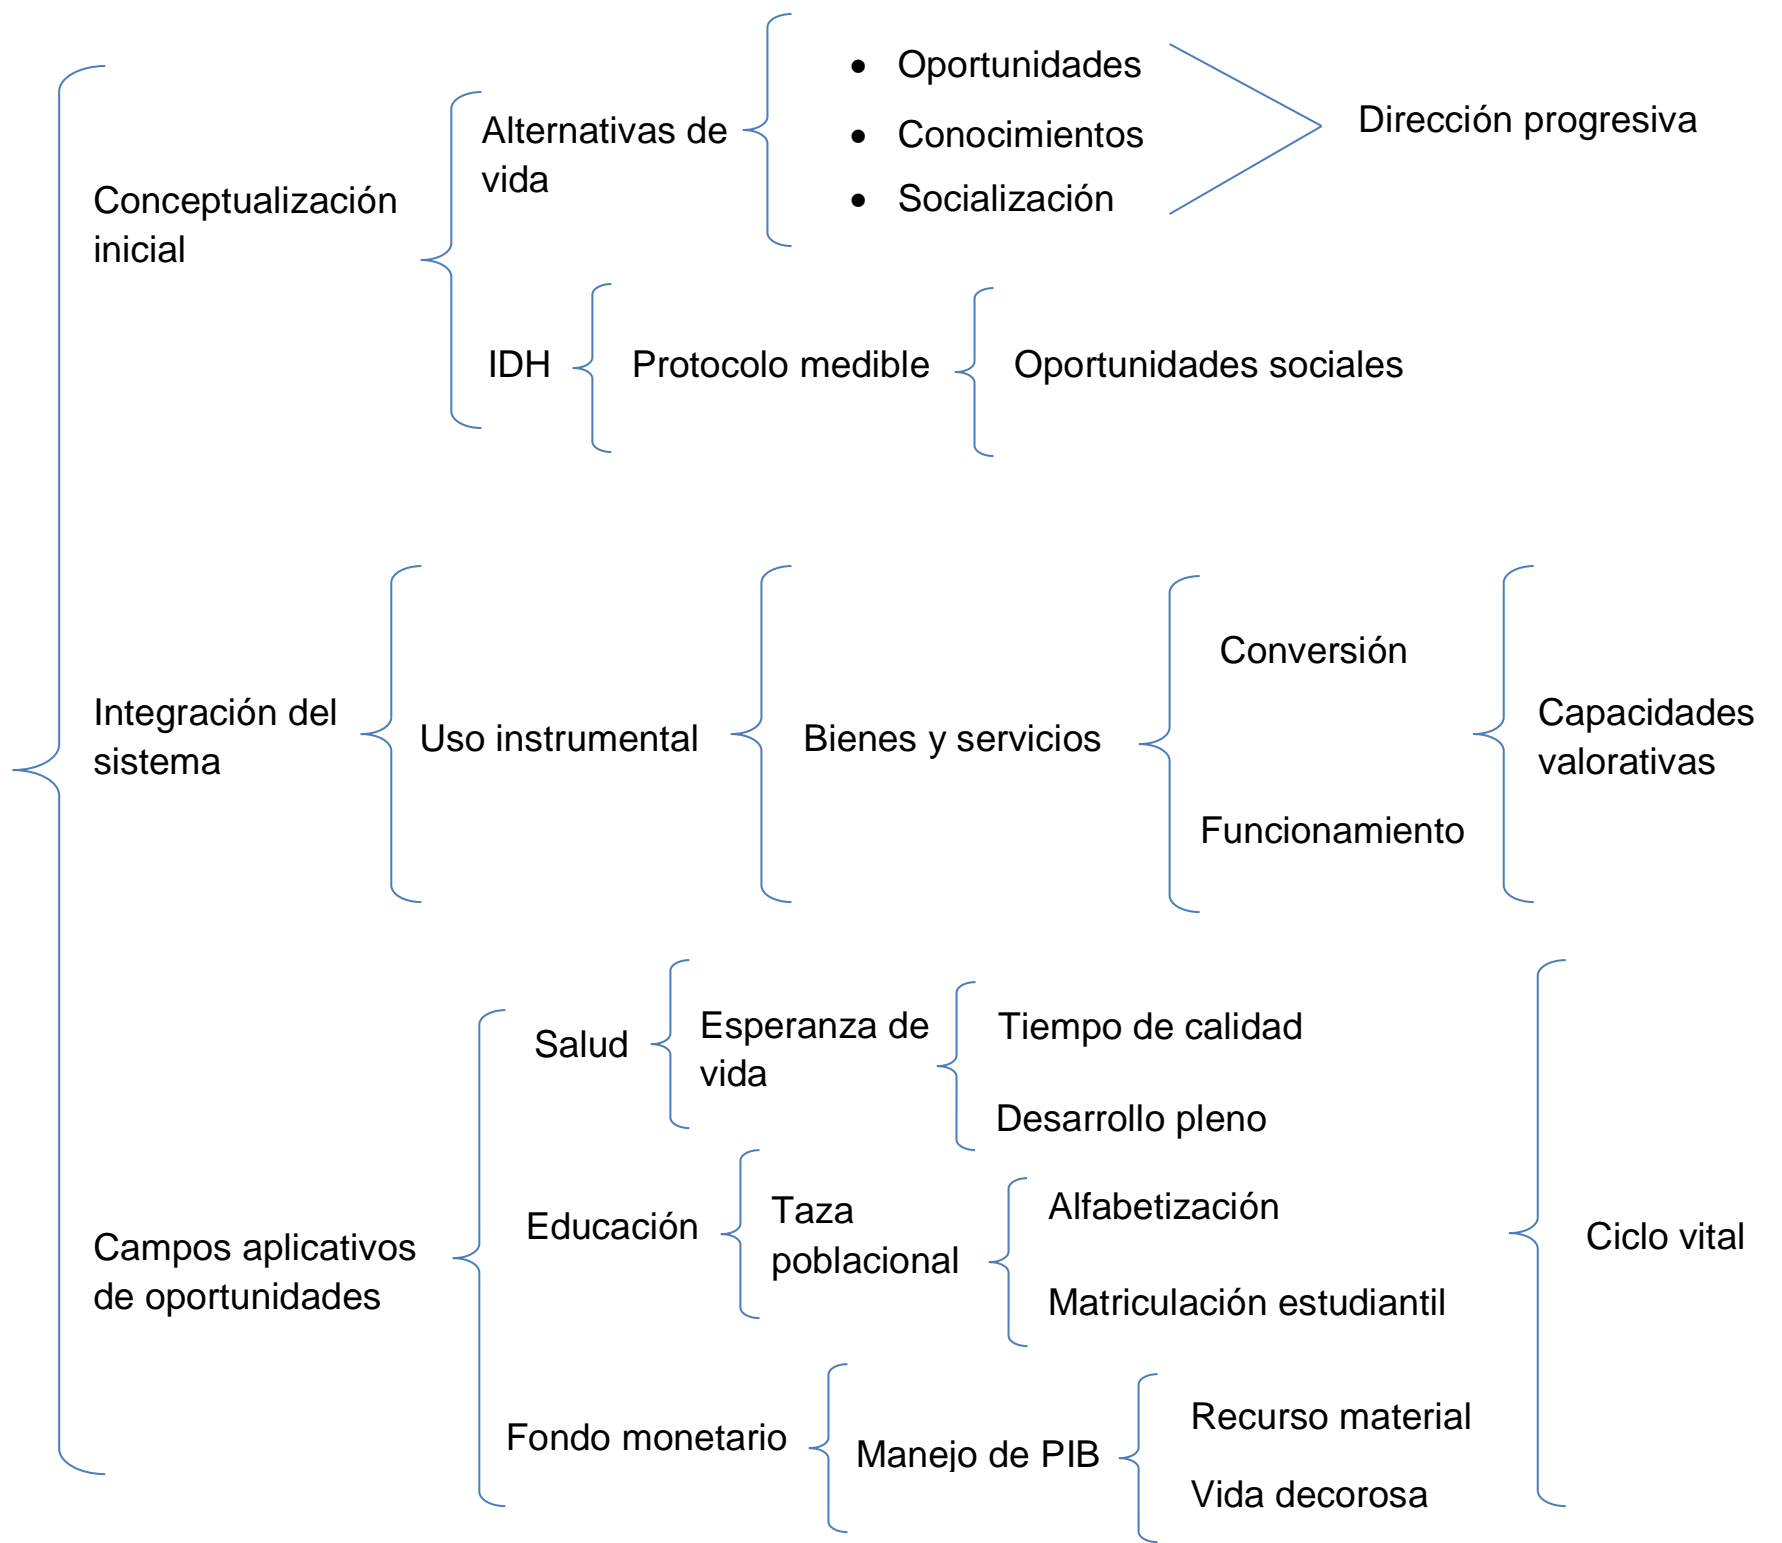 Conceptualización
inicial
Alternativas de
vida
• Oportunidades
• Conocimientos
• Socialización
Dirección progresiva
IDH
Protocolo medible
Oportunidades sociales
Integración del
sistema
Uso instrumental
Bienes y servicios
Conversión
Funcionamiento
Capacidades
valorativas
Campos aplicativos
de oportunidades
Salud
Esperanza de
vida
Tiempo de calidad
Desarrollo pleno
Educación
Taza
poblacional
Alfabetización
Matriculación estudiantil
Fondo monetario
Manejo de PIB
Recurso material
Vida decorosa
Ciclo vital